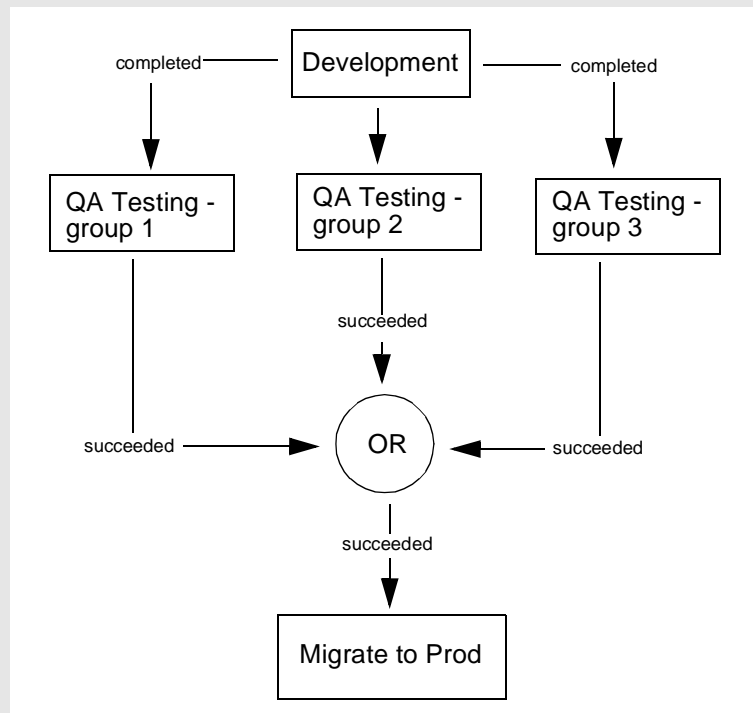 Development
completed
completed
QA Testing -
group 1
QA Testing -
group 2
QA Testing -
group 3
succeeded
succeeded
OR
succeeded
succeeded
Migrate to Prod